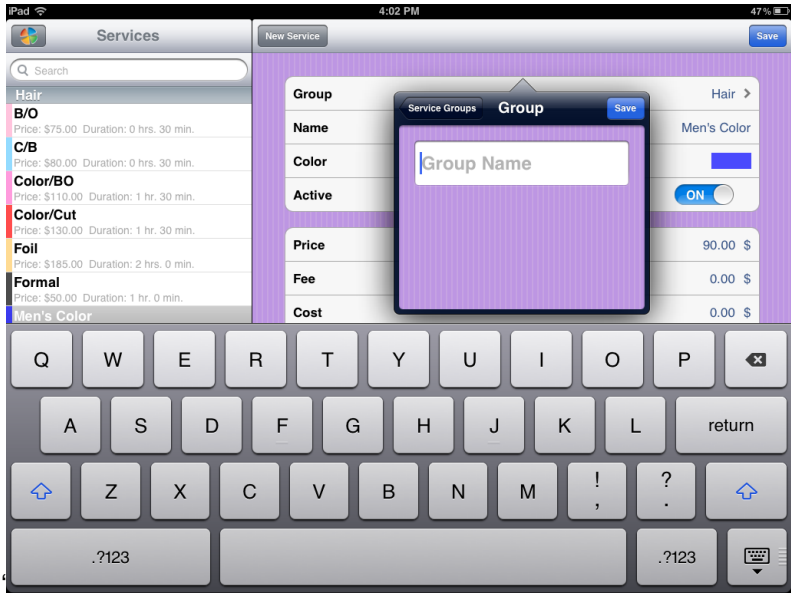 iPad
4:02 PM
47%
Services
New Service
Save
Search
Hair
B/O
Price: $75.00 Duration: 0 hrs. 30 min.
C/B
Price: $80.00 Duration: 0 hrs. 30 min.
Color/BO
Price: $110.00 Duration: 1 hr. 30 min.
Color/Cut
Price: $130.00 Duration: 1 hr. 30 min.
Foil
Price: $185.00 Duration: 2 hrs. 0 min.
Formal
Price: $50.00 Duration: 1 hr. 0 min.
Men's Color
Group
Hair >
Name
Men's Color
Color
Active
ON
Price
90.00 $
Fee
0.00 $
Cost
0.00 $
Service Groups
Group
Save
Group Name
Q W E R T Y U I O P
A S D F G H J K L return
Z X C V B N M ! , ? .
.?123 .?123